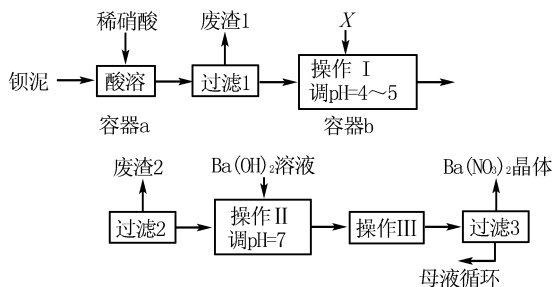 稀硝酸 废渣1 X
钡泥 酸溶 过滤1 操作 Ⅰ
调pH=4～5
容器a 容器b
废渣2 Ba(OH)₂溶液 Ba(NO₃)₂晶体
过滤2 操作Ⅱ 操作Ⅲ 过滤3
调pH=7
母液循环